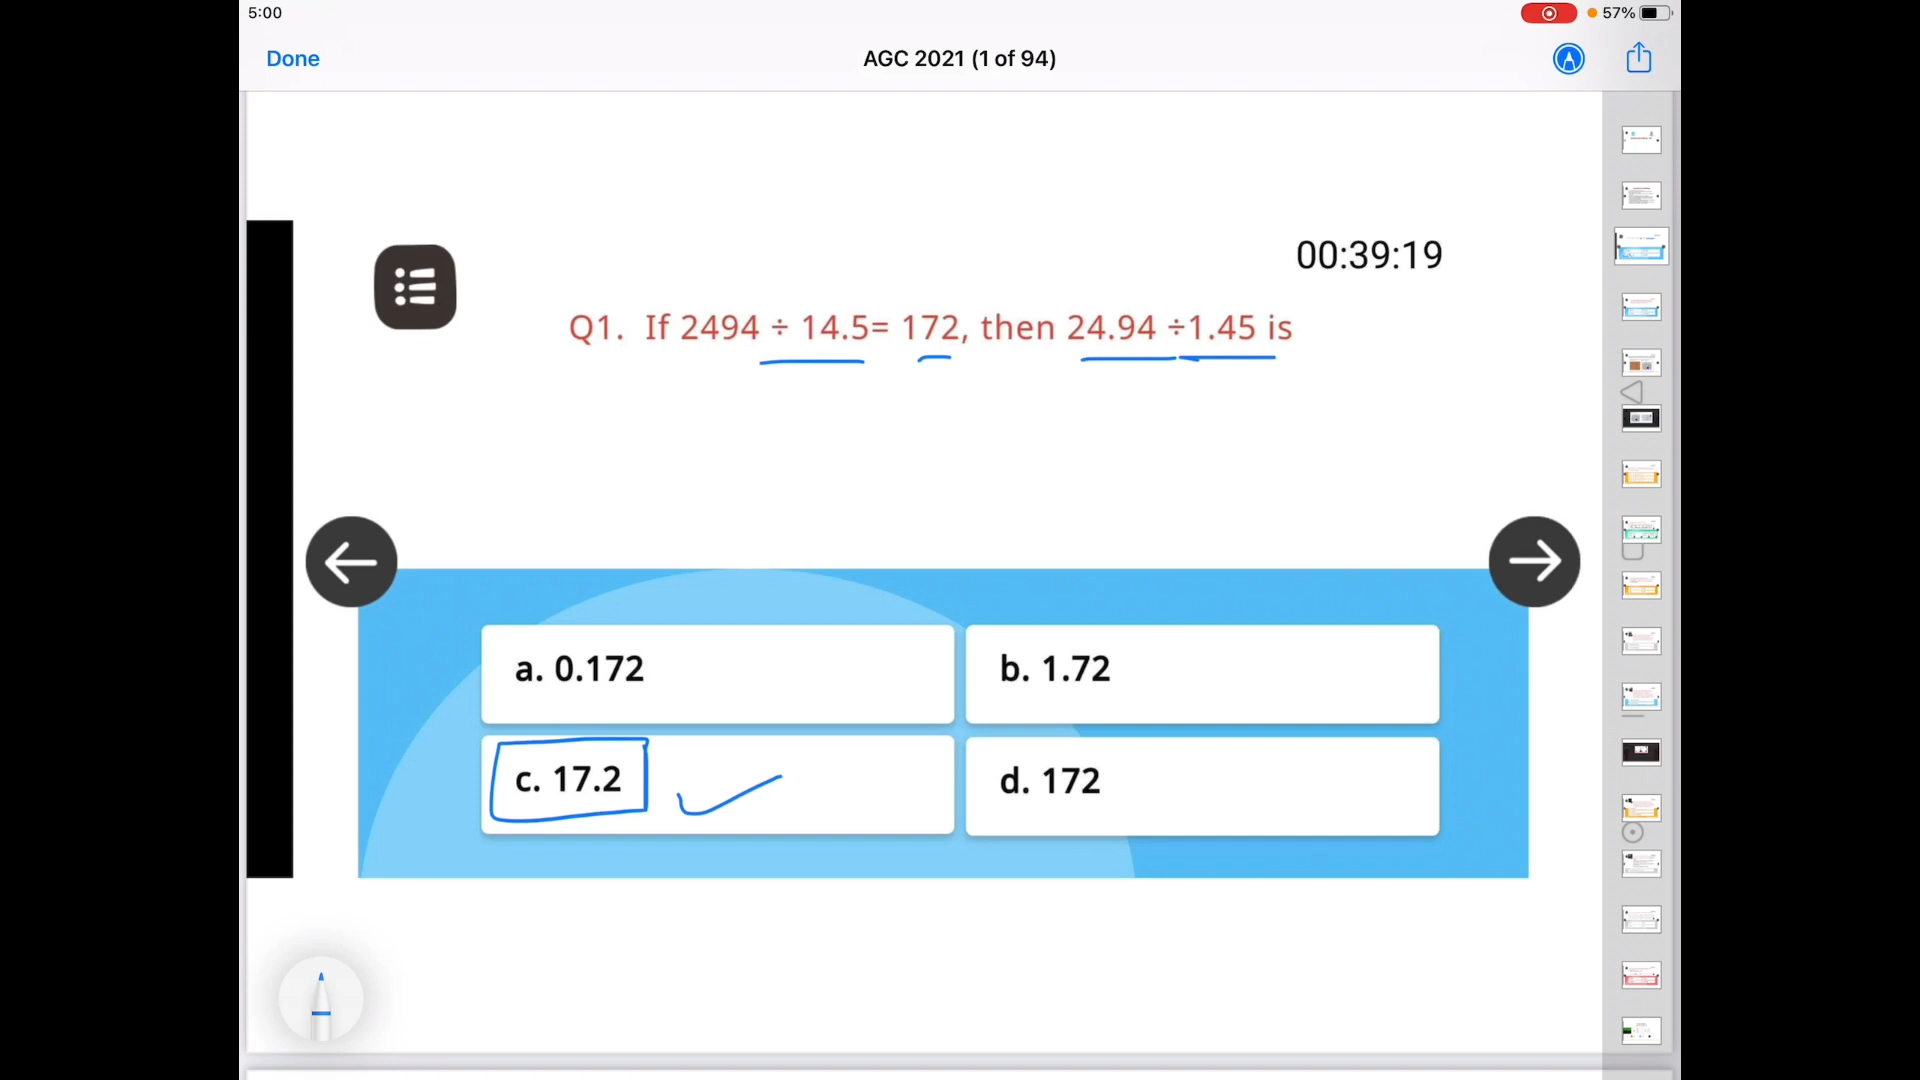 5:00
57%
Done
AGC 2021 (1 of 94)
00:39:19
Q1. If 2494 ÷ 14.5= 172, then 24.94 ÷1.45 is
a. 0.172
b. 1.72
c. 17.2
d. 172